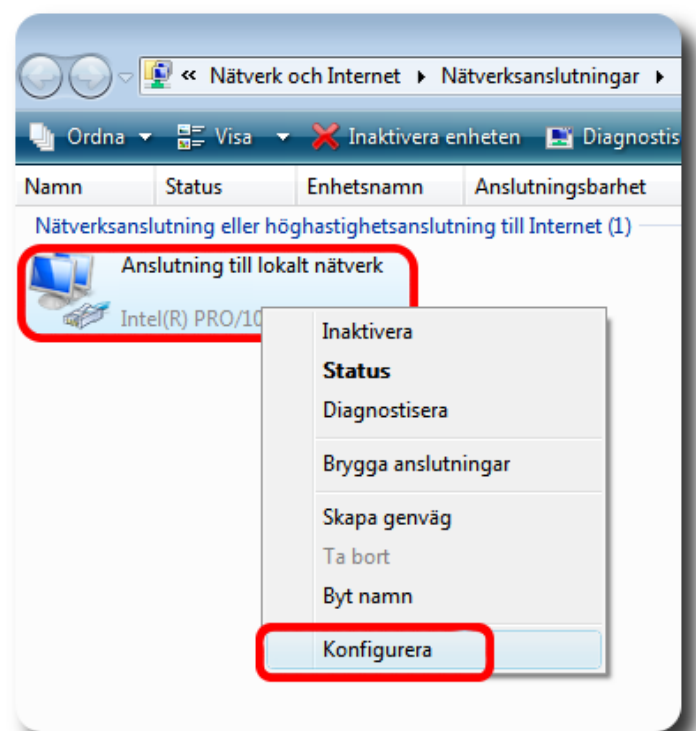 « Nätverk och Internet ▸ Nätverksanslutningar ▸
Ordna Visa Inaktivera enheten Diagnostis
Namn Status Enhetsnamn Anslutningsbarhet
Nätverksanslutning eller höghastighetsanslutning till Internet (1)
Anslutning till lokalt nätverk
Intel(R) PRO/10
Inaktivera
Status
Diagnostisera
Brygga anslutningar
Skapa genväg
Ta bort
Byt namn
Konfigurera